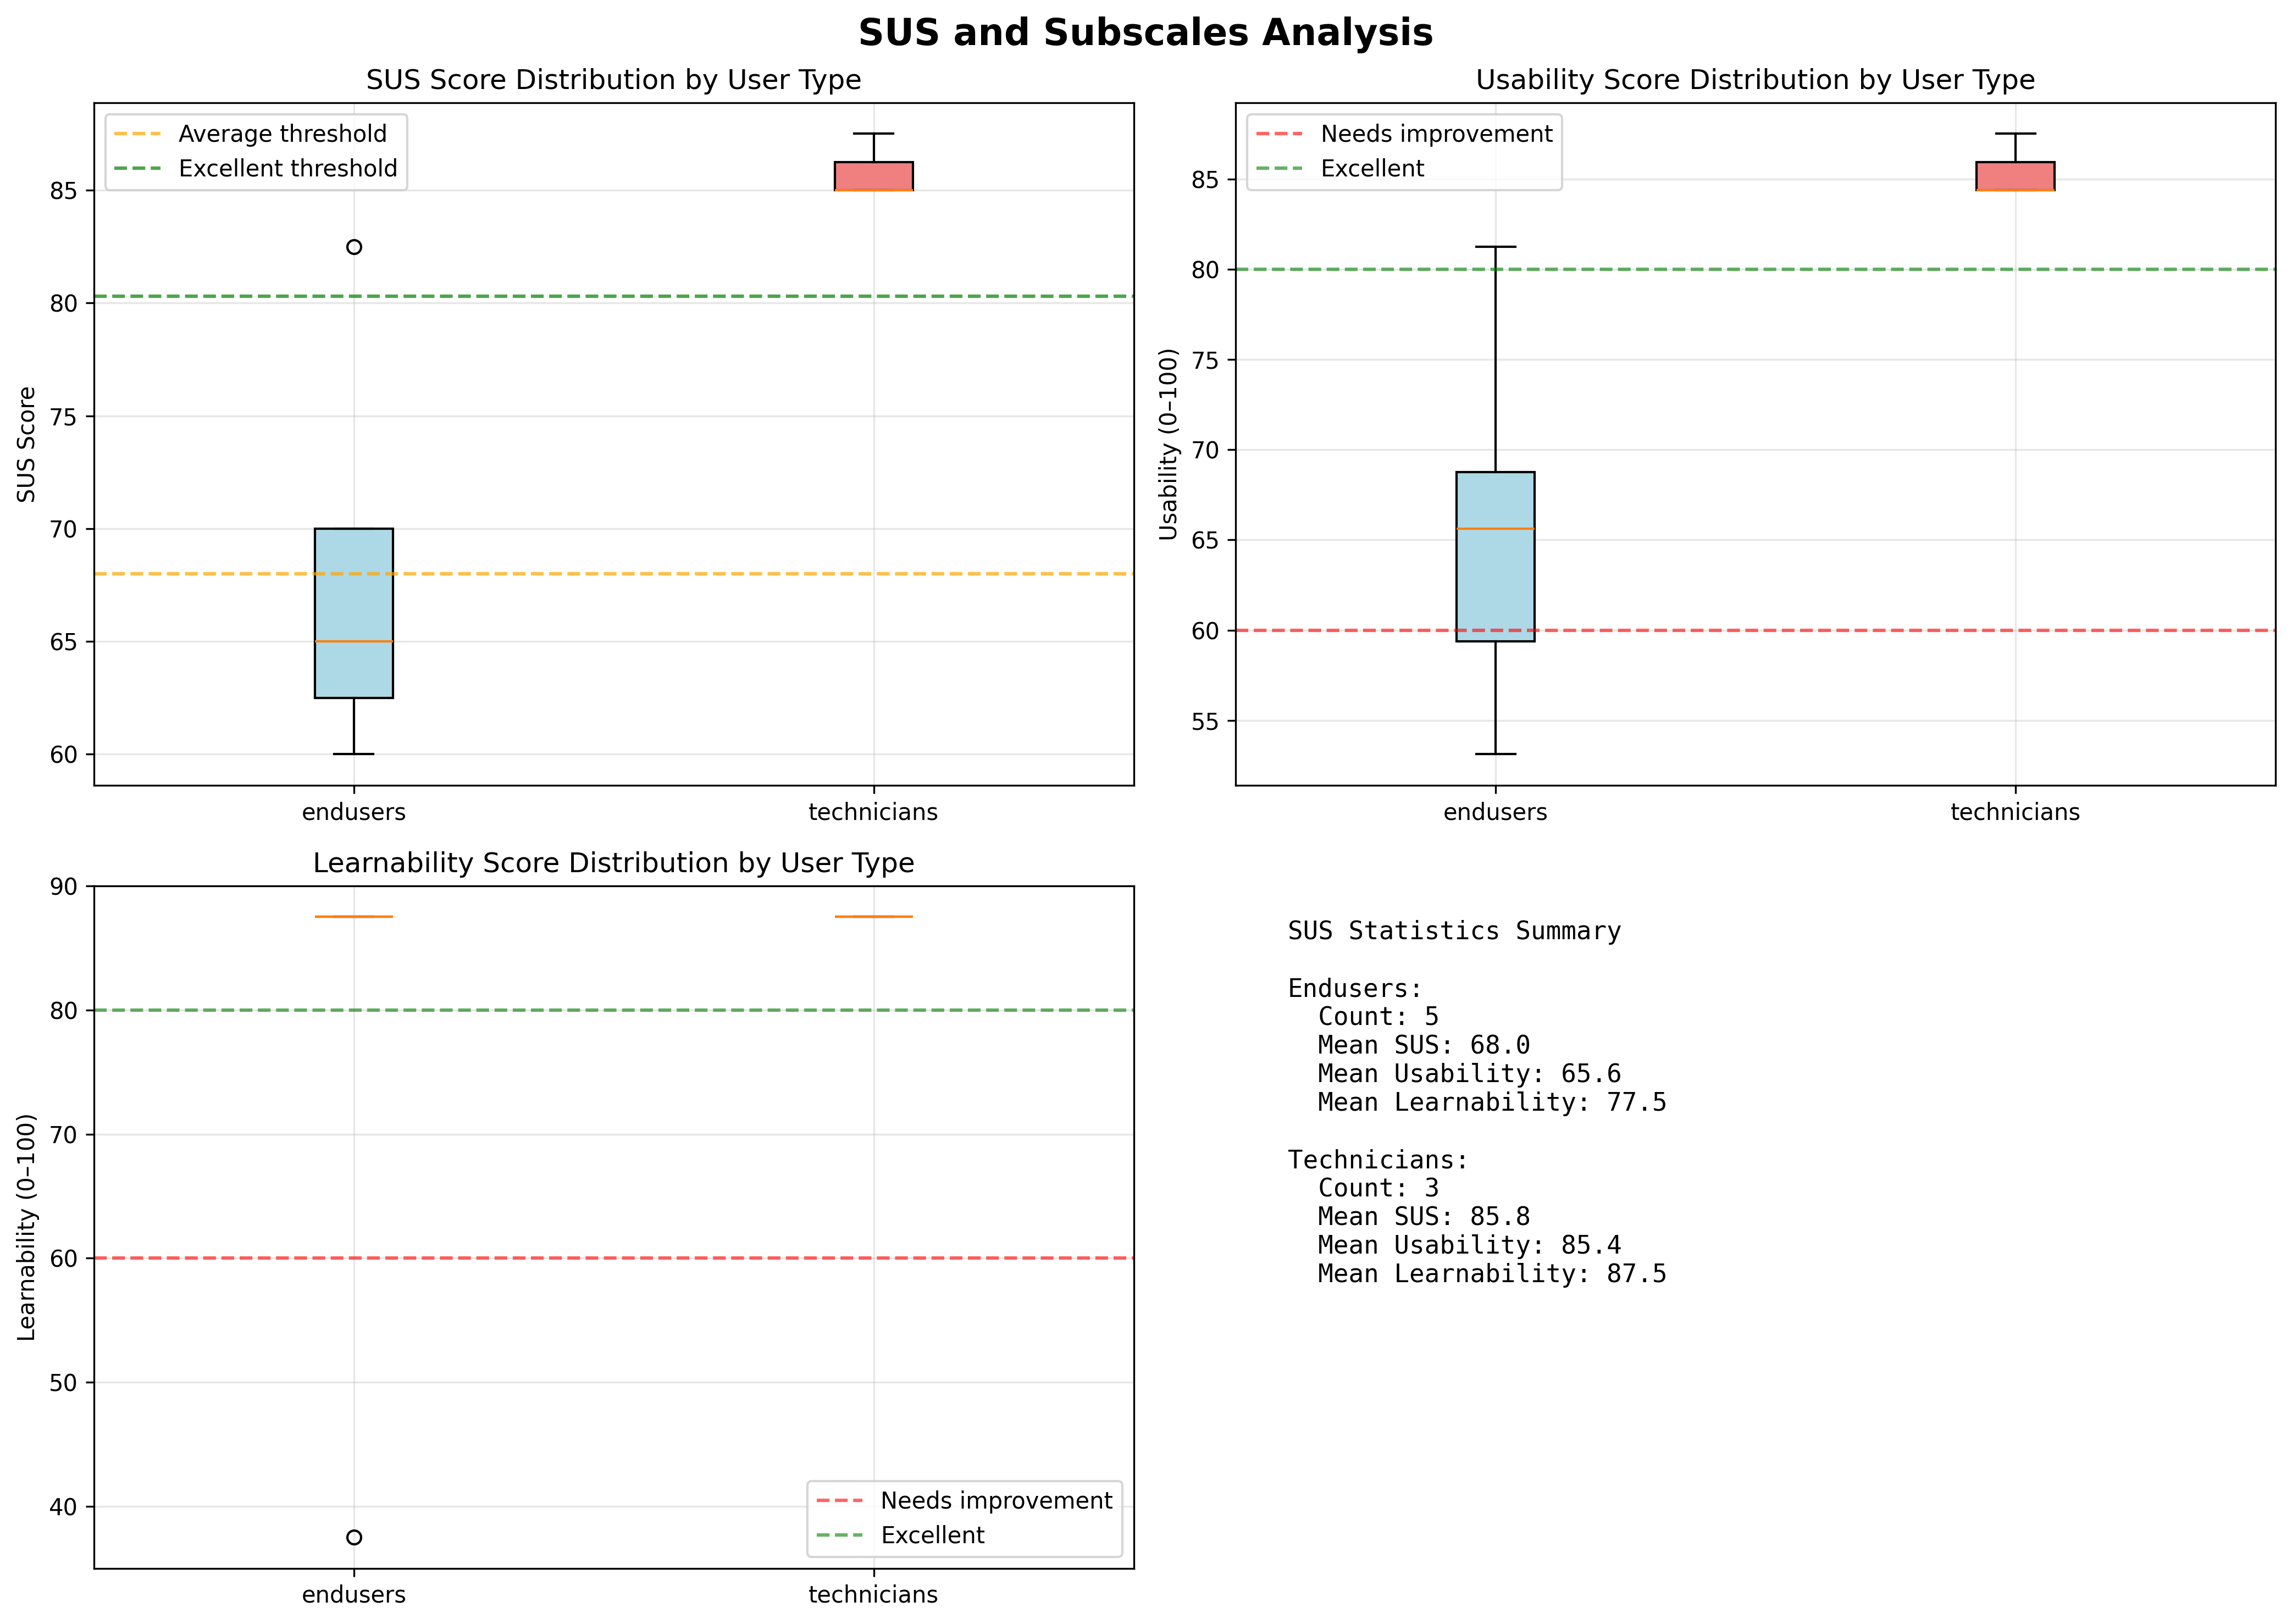 SUS and Subscales Analysis
SUS Score Distribution by User Type
Average threshold
Excellent threshold
SUS Score
85
80
75
70
65
60
endusers
technicians
Usability Score Distribution by User Type
Needs improvement
Excellent
Usability (0–100)
85
80
75
70
65
60
55
endusers
technicians
Learnability Score Distribution by User Type
Learnability (0–100)
90
80
70
60
50
40
Needs improvement
Excellent
endusers
technicians
SUS Statistics Summary
Endusers:
Count: 5
Mean SUS: 68.0
Mean Usability: 65.6
Mean Learnability: 77.5
Technicians:
Count: 3
Mean SUS: 85.8
Mean Usability: 85.4
Mean Learnability: 87.5